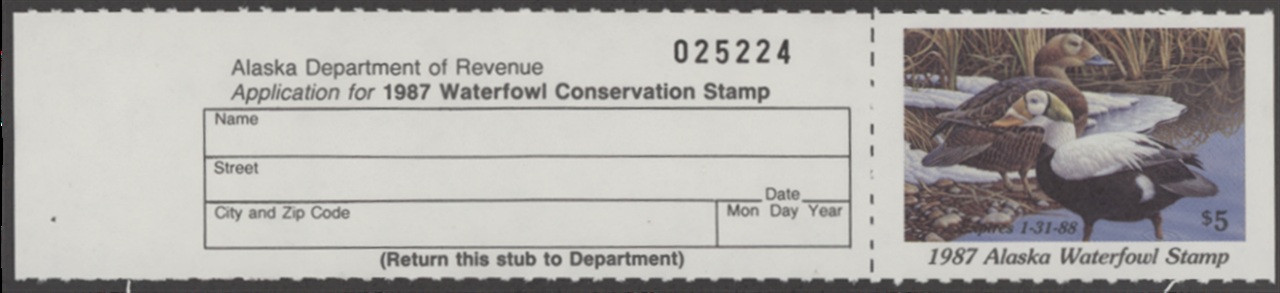 025224
Alaska Department of Revenue
Application for 1987 Waterfowl Conservation Stamp
Name
Street
City and Zip Code
Date
Mon Day Year
(Return this stub to Department)
Expires 1-31-88
$5
1987 Alaska Waterfowl Stamp